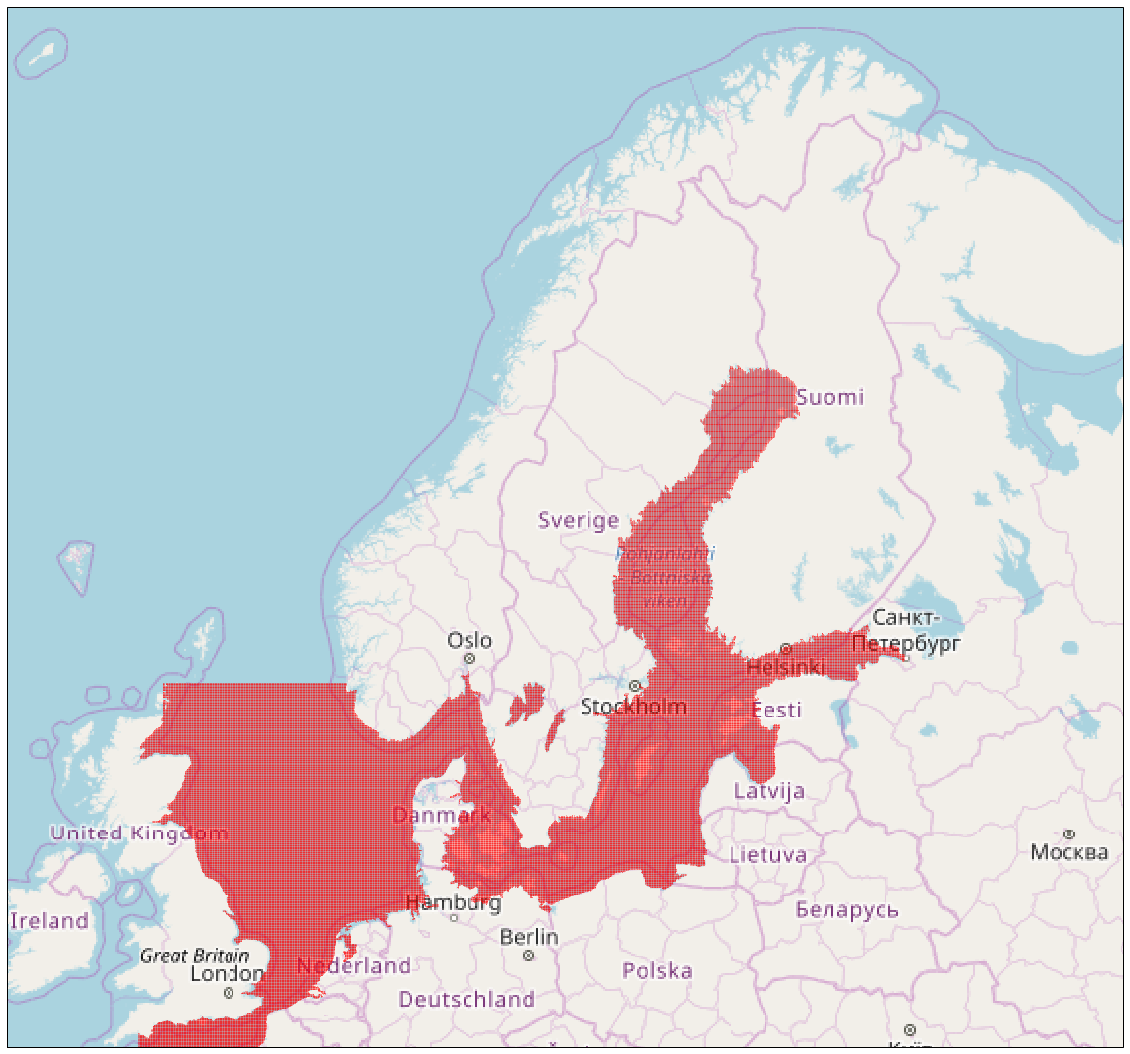 Suomi
Sverige
Pohjanlahti
- Bottniska
viken
Санкт-
Петербург
Oslo
Helsinki
Stockholm
Eesti
Latvija
Danmark
United Kingdom
Москва
Lietuva
Hamburg
Беларусь
Ireland
Berlin
Great Britain
London
Nederland
Polska
Deutschland